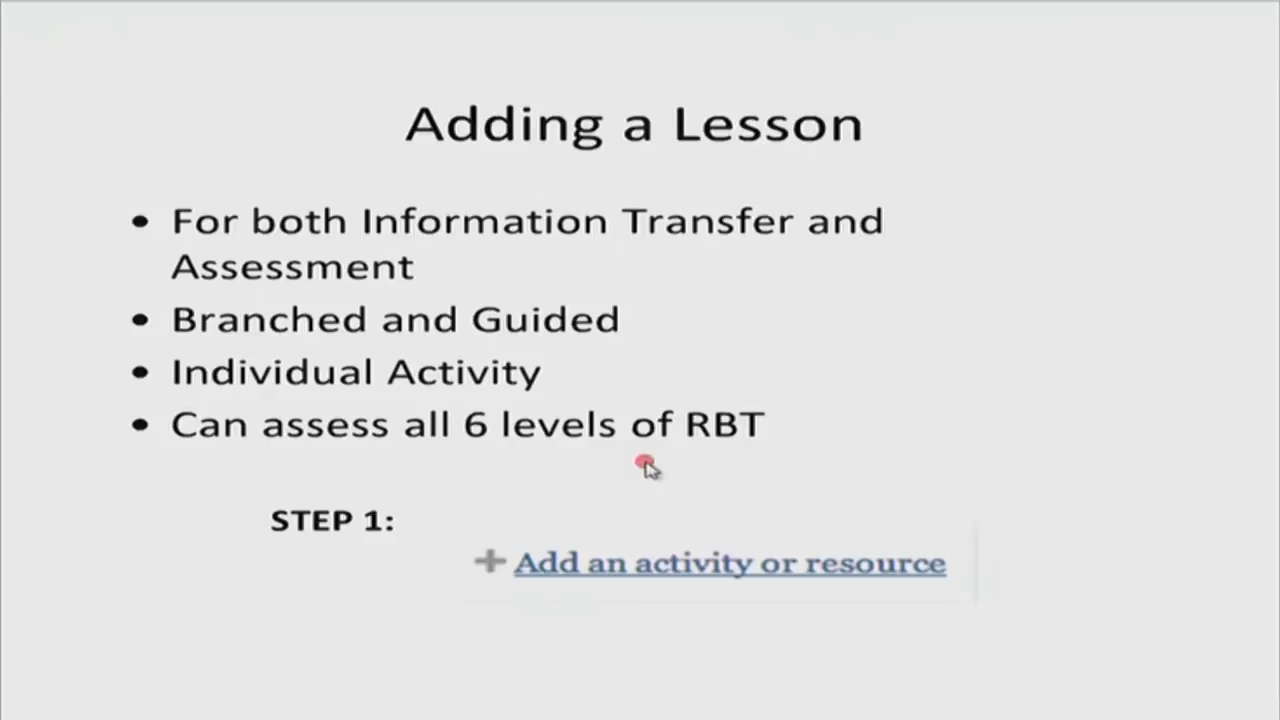 Adding a Lesson
• For both Information Transfer and
Assessment
• Branched and Guided
• Individual Activity
• Can assess all 6 levels of RBT
STEP 1:
+ Add an activity or resource